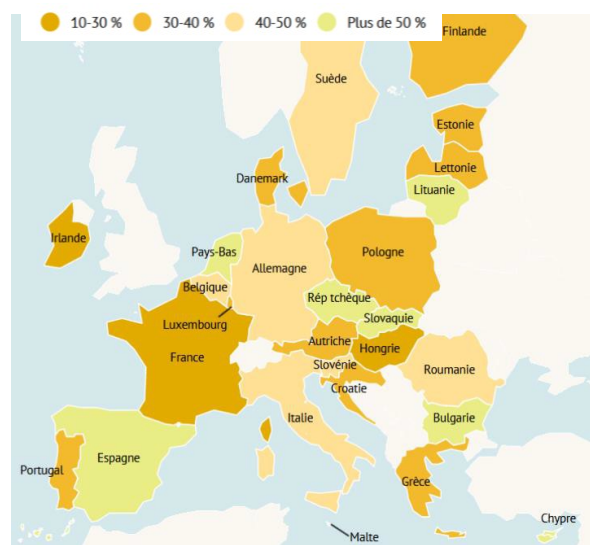 10-30 %
30-40 %
40-50 %
Plus de 50 %
Finlande
Suède
Estonie
Lettonie
Danemark
Lituanie
Irlande
Pays-Bas
Pologne
Allemagne
Belgique
Rép tchèque
Luxembourg
Slovaquie
Autriche
Hongrie
France
Slovénie
Roumanie
Croatie
Italie
Bulgarie
Espagne
Portugal
Grèce
Chypre
Malte